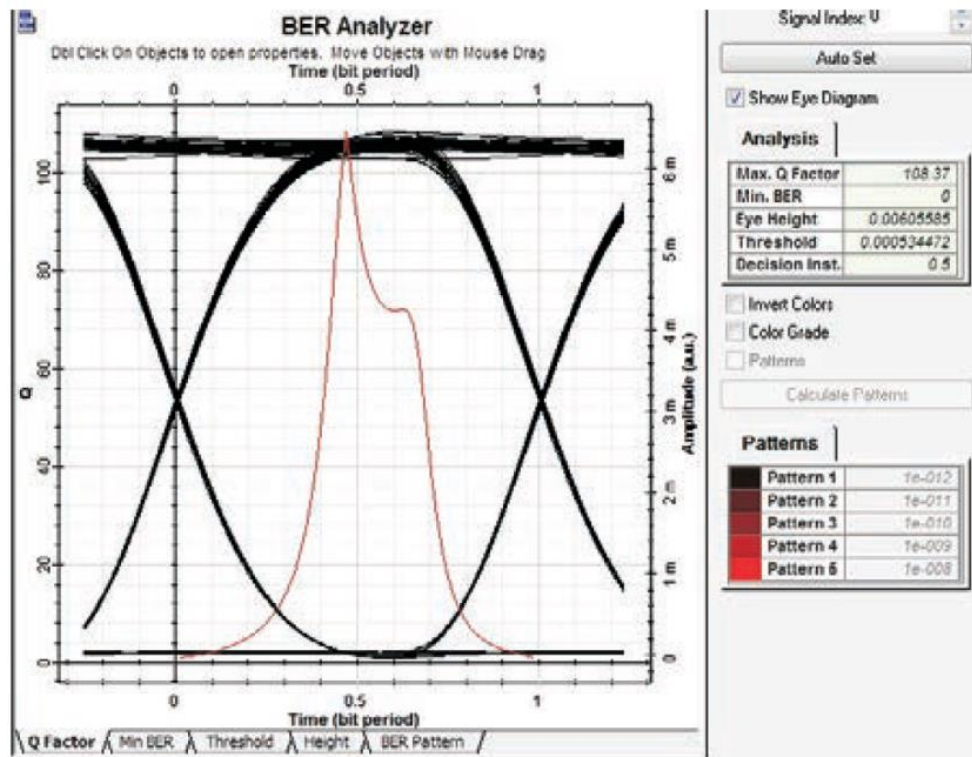 BER Analyzer
Dbl Click On Objects to open properties. Move Objects with Mouse Drag
Time (bit period)
0 0.5 1
Q
0 20 40 60 80 100
Amplitude (a.u.)
0 1 m 2 m 3 m 4 m 5 m 6 m
0 0.5 1
Time (bit period)
Q Factor Min BER Threshold Height BER Pattern
Signal Index: 0
Auto Set
Show Eye Diagram
Analysis
Max. Q Factor 108.37
Min. BER 0
Eye Height 0.00605585
Threshold 0.000534472
Decision Inst. 0.5
Invert Colors
Color Grade
Patterns
Calculate Patterns
Patterns
Pattern 1 1e-012
Pattern 2 1e-011
Pattern 3 1e-010
Pattern 4 1e-009
Pattern 5 1e-008